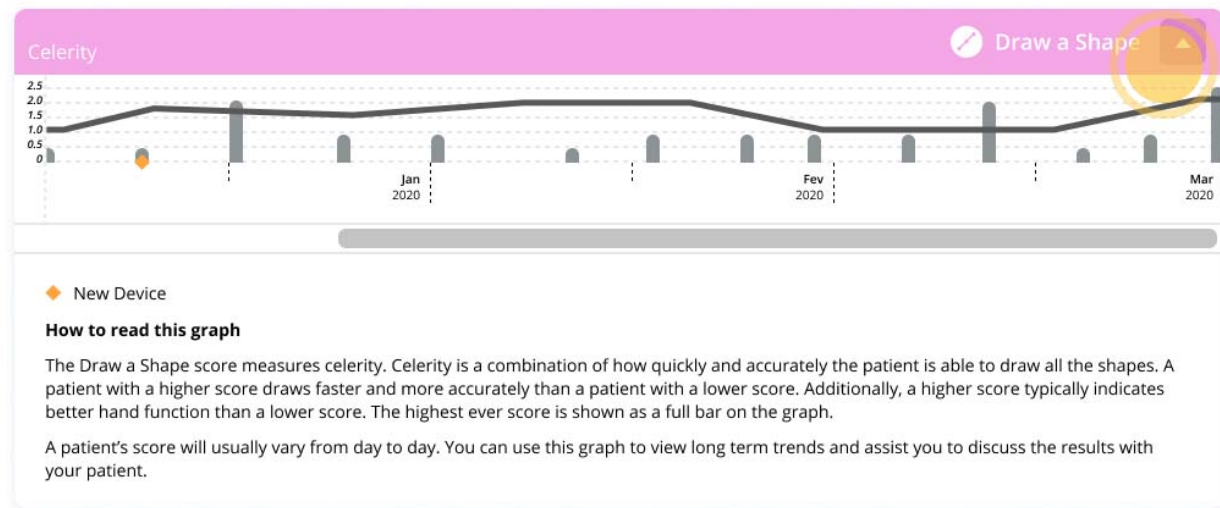 Celerity
Draw a Shape
2.5
2.0
1.5
1.0
0.5
0
Jan
2020
Fev
2020
Mar
2020
New Device
How to read this graph
The Draw a Shape score measures celerity. Celerity is a combination of how quickly and accurately the patient is able to draw all the shapes. A
patient with a higher score draws faster and more accurately than a patient with a lower score. Additionally, a higher score typically indicates
better hand function than a lower score. The highest ever score is shown as a full bar on the graph.
A patient’s score will usually vary from day to day. You can use this graph to view long term trends and assist you to discuss the results with
your patient.